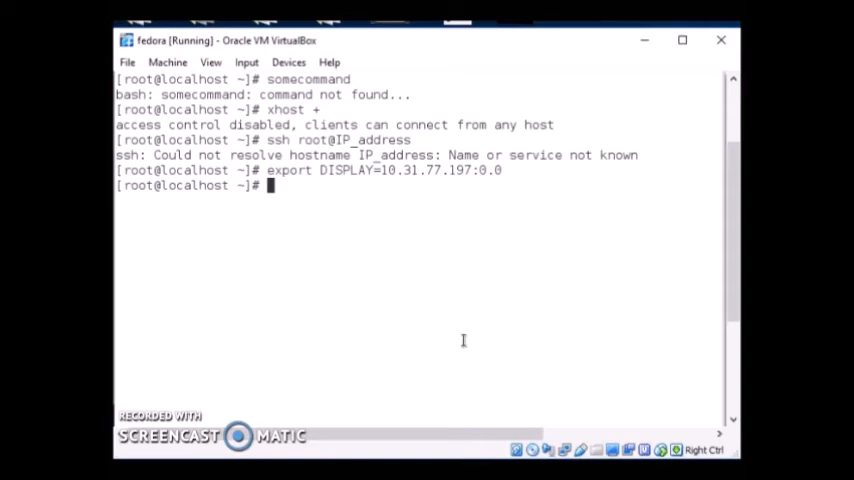 fedora [Running] - Oracle VM VirtualBox
File Machine View Input Devices Help
[root@localhost ~]# somecommand
bash: somecommand: command not found...
[root@localhost ~]# xhost +
access control disabled, clients can connect from any host
[root@localhost ~]# ssh root@IP_address
ssh: Could not resolve hostname IP_address: Name or service not known
[root@localhost ~]# export DISPLAY=10.31.77.197:0.0
[root@localhost ~]#
RECORDED WITH
SCREENCAST MATIC
Right Ctrl